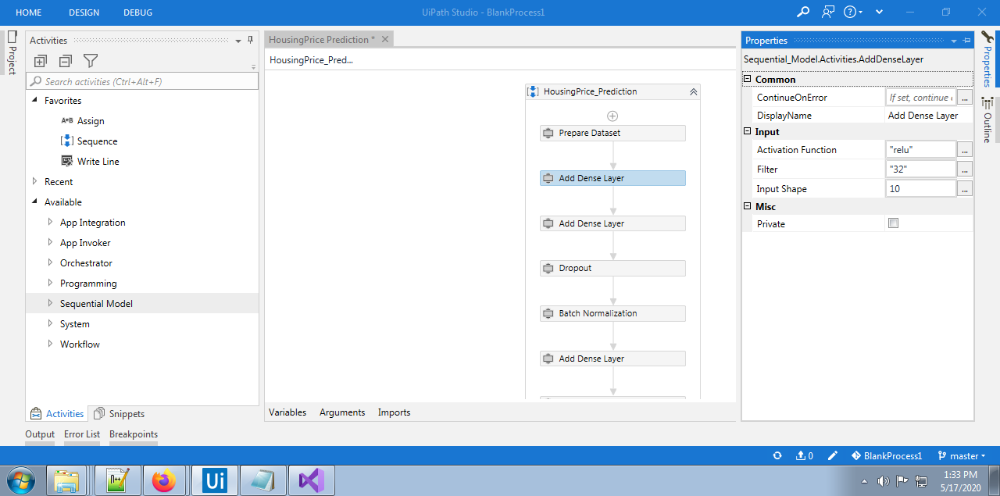 HOME DESIGN DEBUG UiPath Studio - BlankProcess1
Project
Activities
Search activities (Ctrl+Alt+F)
Favorites
A+B Assign
Sequence
Write Line
Recent
Available
App Integration
App Invoker
Orchestrator
Programming
Sequential Model
System
Workflow
Activities Snippets
Output Error List Breakpoints
HousingPrice Prediction *
HousingPrice_Pred...
HousingPrice_Prediction
Prepare Dataset
Add Dense Layer
Add Dense Layer
Dropout
Batch Normalization
Add Dense Layer
Variables Arguments Imports
Properties
Sequential_Model.Activities.AddDenseLayer
Common
ContinueOnError If set, continue ...
DisplayName Add Dense Layer
Input
Activation Function "relu" ...
Filter "32" ...
Input Shape 10 ...
Misc
Private
Properties
Outline
0 BlankProcess1 master
N++ Ui
1:33 PM
5/17/2020